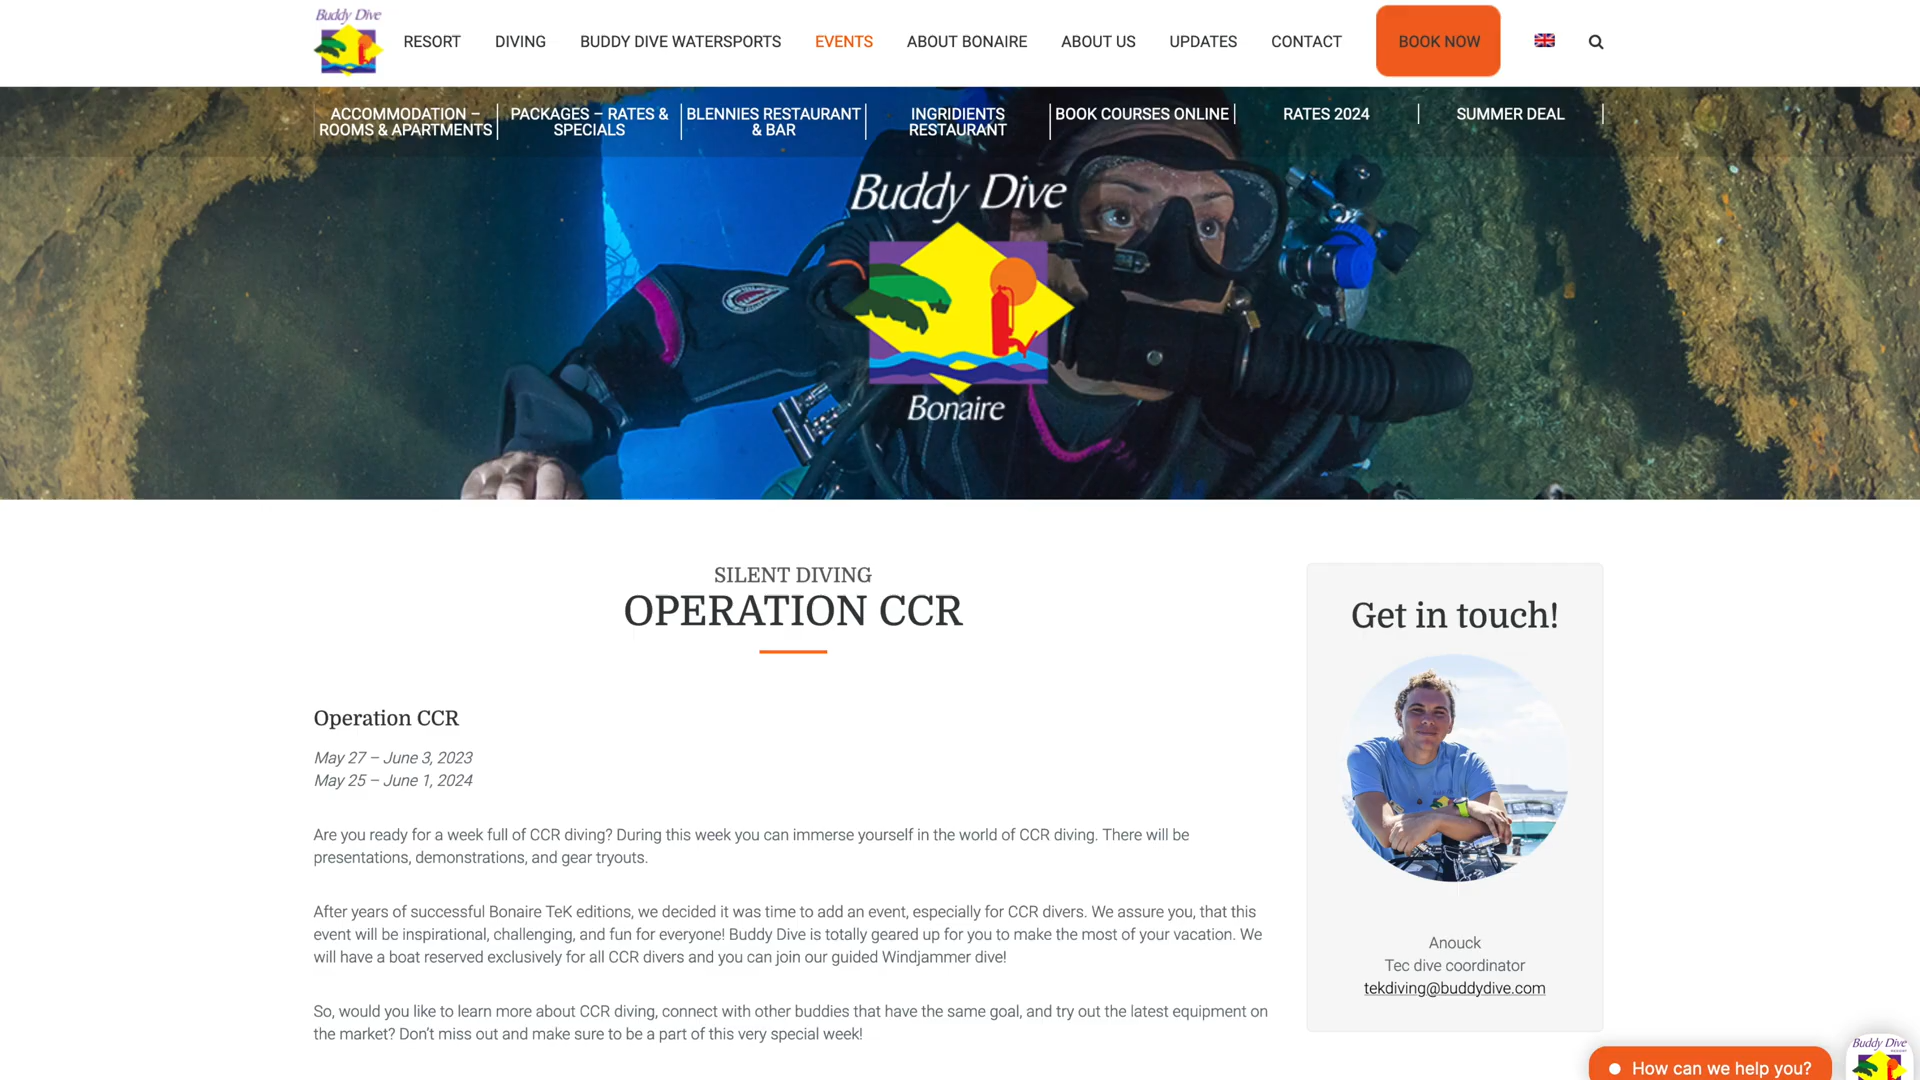 Buddy Dive
RESORT
DIVING
BUDDY DIVE WATERSPORTS
EVENTS
ABOUT BONAIRE
ABOUT US
UPDATES
CONTACT
BOOK NOW
ACCOMMODATION –
ROOMS & APARTMENTS
PACKAGES – RATES &
SPECIALS
BLENNIES RESTAURANT
& BAR
INGRIDIENTS
RESTAURANT
BOOK COURSES ONLINE
RATES 2024
SUMMER DEAL
Buddy Dive
Bonaire
SILENT DIVING
OPERATION CCR
Operation CCR
May 27 – June 3, 2023
May 25 – June 1, 2024
Are you ready for a week full of CCR diving? During this week you can immerse yourself in the world of CCR diving. There will be
presentations, demonstrations, and gear tryouts.
After years of successful Bonaire TeK editions, we decided it was time to add an event, especially for CCR divers. We assure you, that this
event will be inspirational, challenging, and fun for everyone! Buddy Dive is totally geared up for you to make the most of your vacation. We
will have a boat reserved exclusively for all CCR divers and you can join our guided Windjammer dive!
So, would you like to learn more about CCR diving, connect with other buddies that have the same goal, and try out the latest equipment on
the market? Don't miss out and make sure to be a part of this very special week!
Get in touch!
Anouck
Tec dive coordinator
tekdiving@buddydive.com
How can we help you?
Buddy Dive